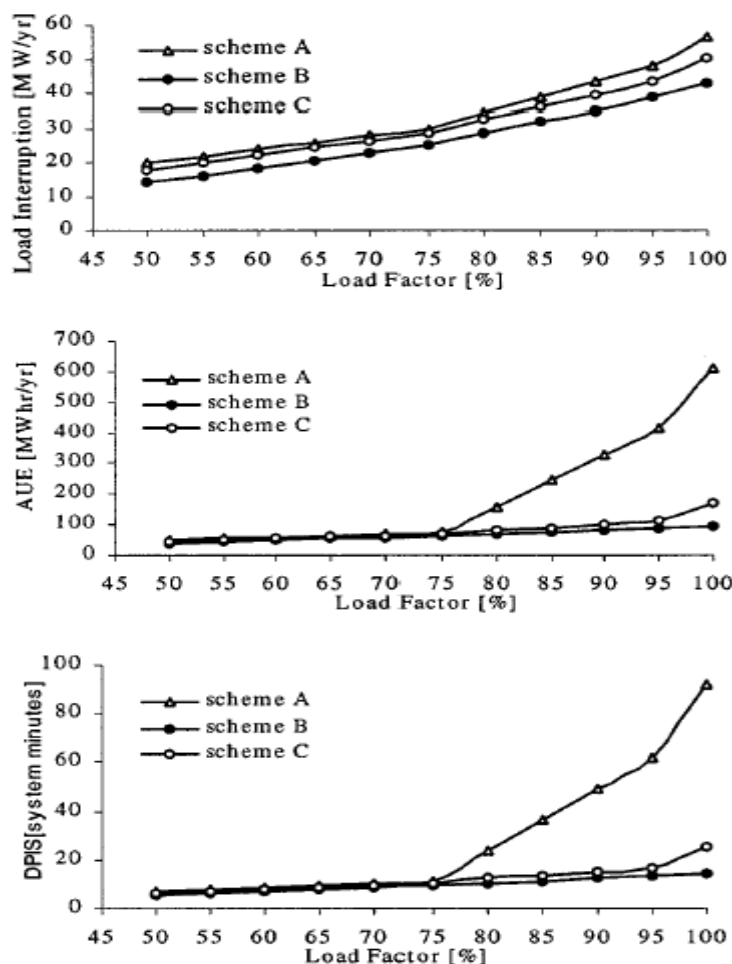 Load Interruption [MW/yr]
60
50
40
30
20
10
0
scheme A
scheme B
scheme C
45 50 55 60 65 70 75 80 85 90 95 100
Load Factor [%]
AUE [MWhr/yr]
700
600
500
400
300
200
100
0
scheme A
scheme B
scheme C
45 50 55 60 65 70 75 80 85 90 95 100
Load Factor [%]
DPIS[system minutes]
100
80
60
40
20
0
scheme A
scheme B
scheme C
45 50 55 60 65 70 75 80 85 90 95 100
Load Factor [%]